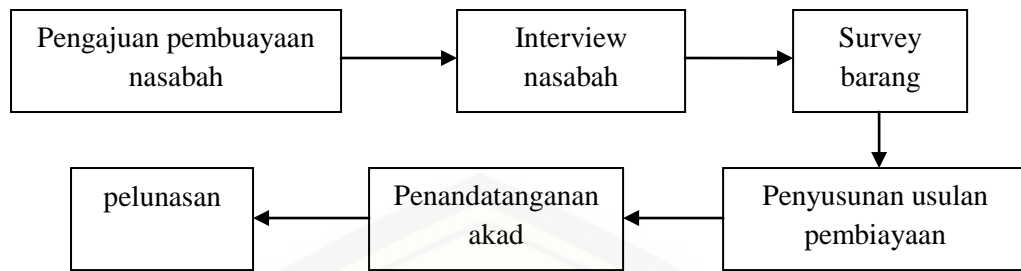 Pengajuan pembuayaan
nasabah
Interview
nasabah
Survey
barang
Penyusunan usulan
pembiayaan
Penandatanganan
akad
pelunasan